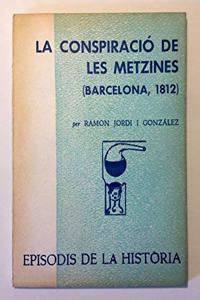 LA CONSPIRACIÓ DE
LES METZINES
(BARCELONA, 1812)
per RAMON JORDI I GONZÁLEZ
EPISODIS DE LA HISTÒRIA